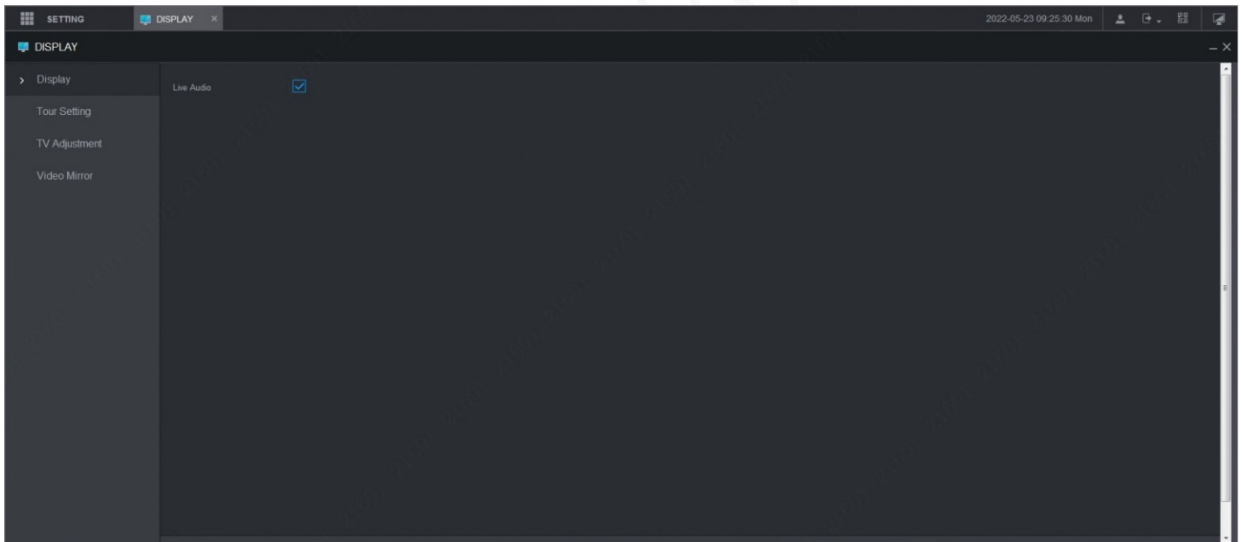 SETTING
DISPLAY
2022-05-23 09:25:30 Mon
DISPLAY
Display
Live Audio
Tour Setting
TV Adjustment
Video Mirror